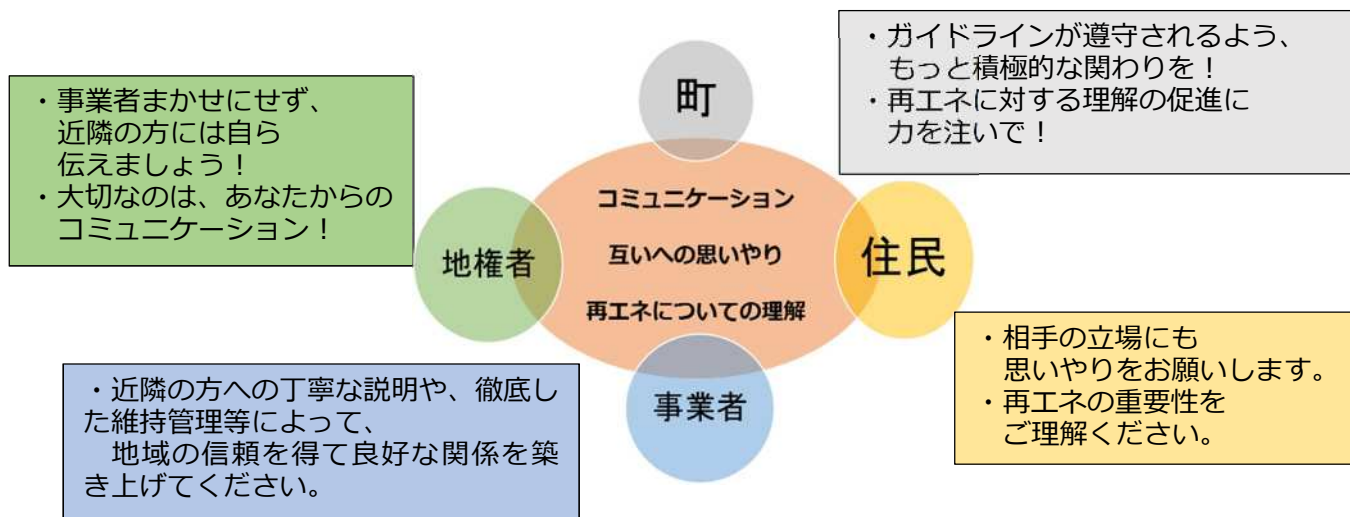 町
・ガイドラインが遵守されるよう、
もっと積極的な関わりを！
・再エネに対する理解の促進に
力を注いで！
・事業者まかせにせず、
近隣の方には自ら
伝えましょう！
・大切なのは、あなたからの
コミュニケーション！
コミュニケーション
互いへの思いやり
再エネについての理解
地権者
住民
事業者
・相手の立場にも
思いやりをお願いします。
・再エネの重要性を
ご理解ください。
・近隣の方への丁寧な説明や、徹底し
た維持管理等によって、
地域の信頼を得て良好な関係を築
き上げてください。